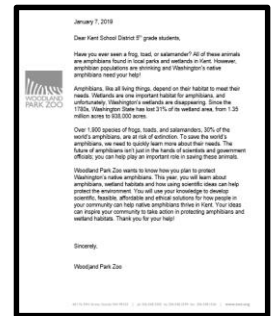 January 7, 2019
Dear Kent School District 5th grade students,
WOODLAND
PARK ZOO
Have you ever seen a frog, toad, or salamander? All of these animals
are amphibians found in local parks and wetlands in Kent. However,
amphibian populations are shrinking and Washington's native
amphibians need your help!
Amphibians, like all living things, depend on their habitat to meet their
needs. Wetlands are one important habitat for amphibians, and
unfortunately, Washington's wetlands are disappearing. Since the
1780s, Washington State has lost 31% of its wetland area, from 1.35
million acres to 938,000 acres.
Over 1,900 species of frogs, toads, and salamanders, 30% of the
world's amphibians, are at risk of extinction. To save the world's
amphibians, we need to quickly learn more about their needs. The
future of amphibians isn't just in the hands of scientists and government
officials; you can help play an important role in saving these animals.
Woodland Park Zoo wants to know how you plan to protect
Washington's native amphibians. This year, you will learn about
amphibians, wetland habitats and how using scientific ideas can help
protect the environment. You will use your knowledge to develop
scientific, feasible, affordable and ethical solutions for how people in
your community can help native amphibians thrive in Kent. Your ideas
can inspire your community to take action in protecting amphibians and
wetland habitats. Thank you for your help!
Sincerely,
Woodland Park Zoo